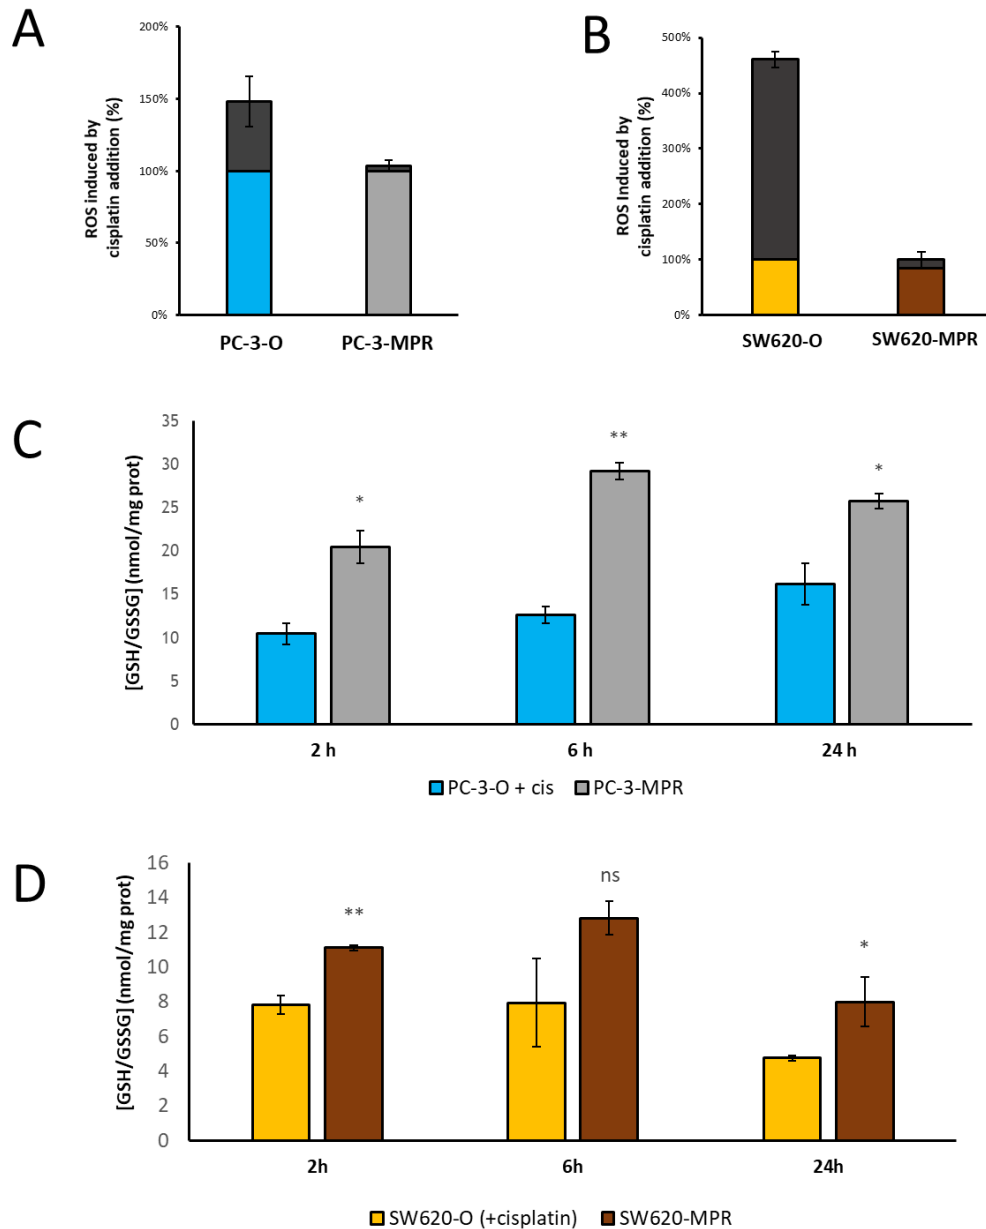 A
ROS induced by
cisplatin addition (%)
200%
150%
100%
50%
0%
PC-3-O
PC-3-MPR
B
ROS Induced by
cisplatin addition (%)
500%
400%
300%
200%
100%
0%
SW620-O
SW620-MPR
C
[GSH/GSSG] (nmol/mg prot)
35
30
25
20
15
10
5
0
*
**
*
2 h
6 h
24 h
PC-3-O + cis
PC-3-MPR
D
[GSH/GSSG] (nmol/mg prot)
16
14
12
10
8
6
4
2
0
**
ns
*
2h
6h
24h
SW620-O (+cisplatin)
SW620-MPR